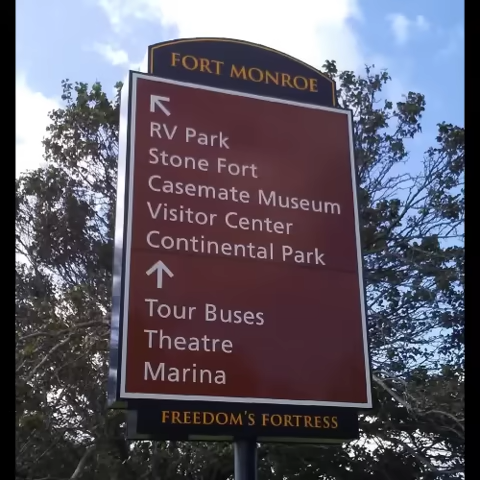 FORT MONROE
RV Park
Stone Fort
Casemate Museum
Visitor Center
Continental Park
Tour Buses
Theatre
Marina
FREEDOM'S FORTRESS